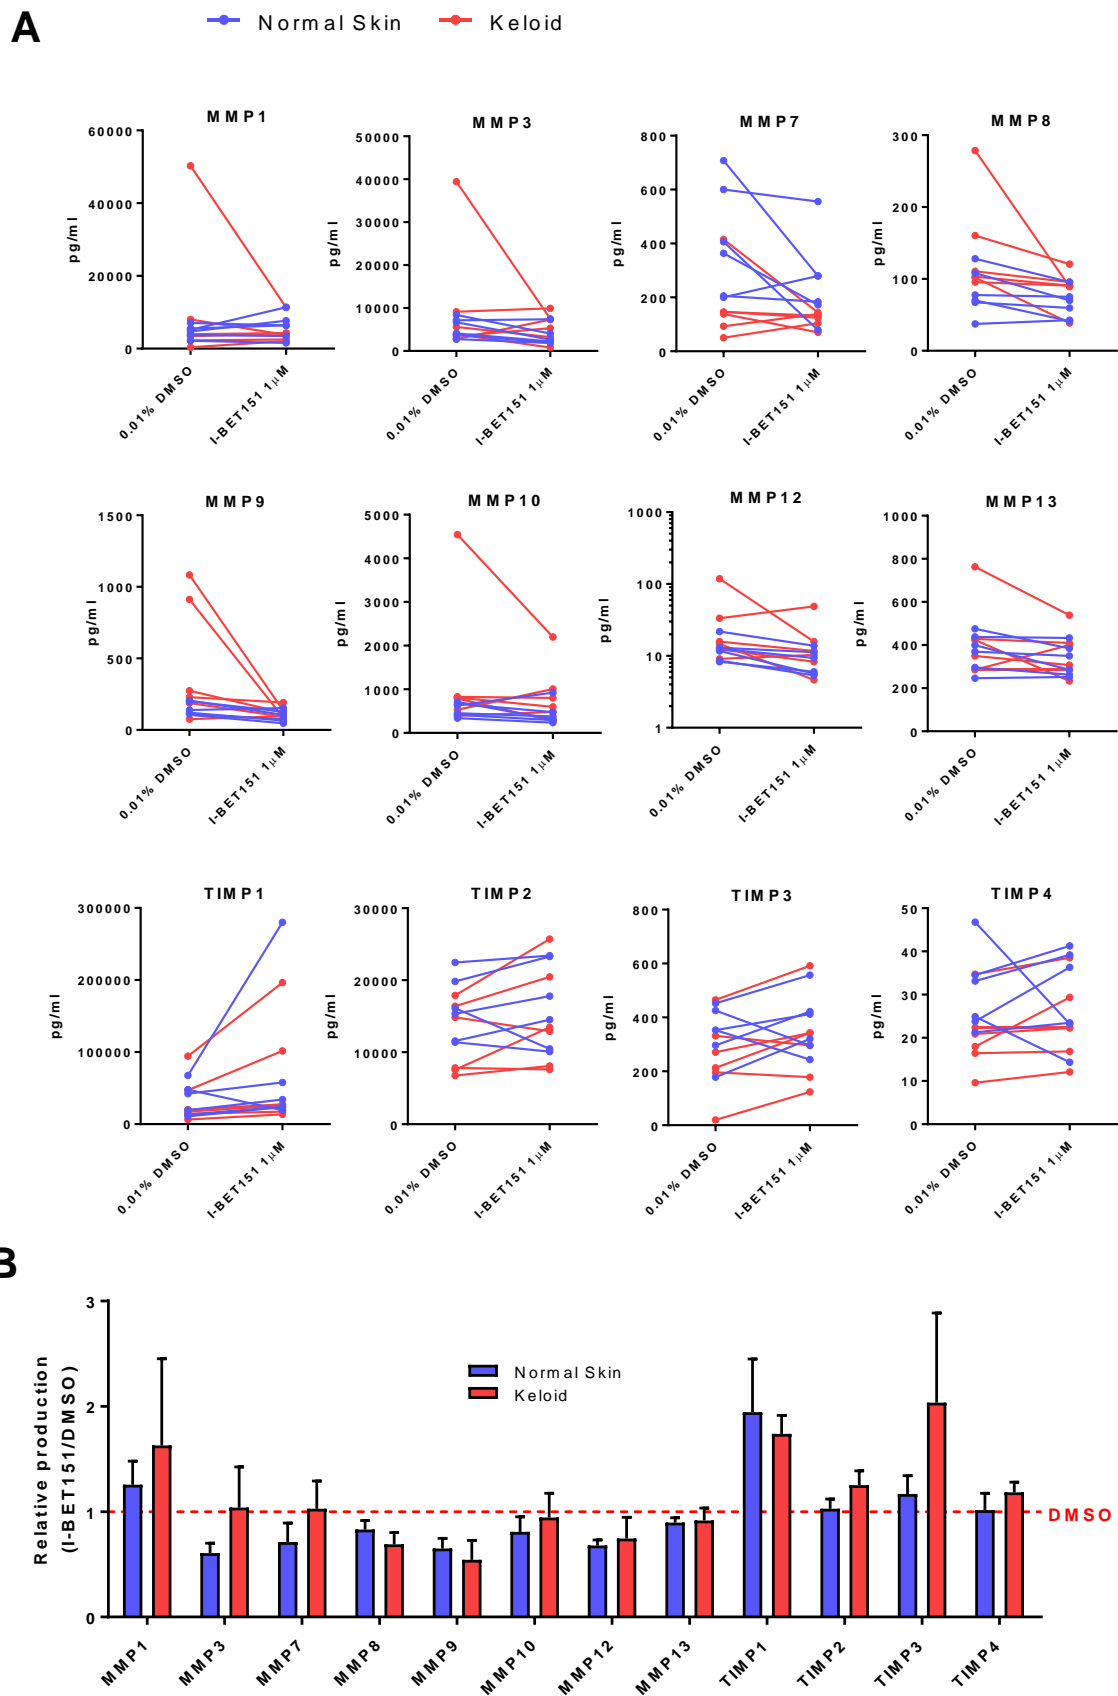 A
Normal Skin Keloid
MMP1 MMP3 MMP7 MMP8
60000 40000 20000 0
pg/ml
0.01% DMSO I-BET151 1µM
50000 40000 30000 20000 10000 0
pg/ml
0.01% DMSO I-BET151 1µM
800 600 400 200 0
pg/ml
0.01% DMSO I-BET151 1µM
300 200 100 0
pg/ml
0.01% DMSO I-BET151 1µM
MMP9 MMP10 MMP12 MMP13
1500 1000 500 0
pg/ml
0.01% DMSO I-BET151 1µM
5000 4000 3000 2000 1000 0
pg/ml
0.01% DMSO I-BET151 1µM
1000 100 10 1
pg/ml
0.01% DMSO I-BET151 1µM
1000 800 600 400 200 0
pg/ml
0.01% DMSO I-BET151 1µM
TIMP1 TIMP2 TIMP3 TIMP4
300000 200000 100000 0
pg/ml
0.01% DMSO I-BET151 1µM
30000 20000 10000 0
pg/ml
0.01% DMSO I-BET151 1µM
800 600 400 200 0
pg/ml
0.01% DMSO I-BET151 1µM
50 40 30 20 10 0
pg/ml
0.01% DMSO I-BET151 1µM
B
Relative production
(I-BET151/DMSO)
3
2
1
0
Normal Skin
Keloid
DMSO
MMP1 MMP3 MMP7 MMP8 MMP9 MMP10 MMP12 MMP13 TIMP1 TIMP2 TIMP3 TIMP4